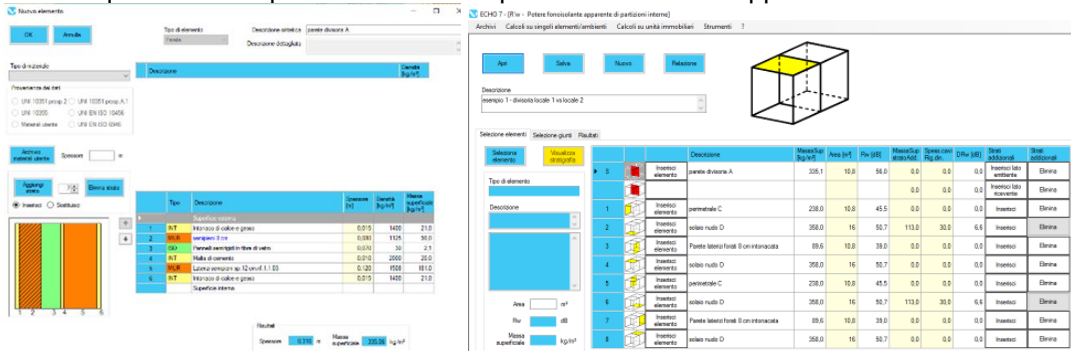 Nuovo elemento
OK
Annulla
Tipo di elemento
Parete
Descrizione sintetica
parete divisoria A
Descrizione dettagliata
Tipo di materiale
Descrizione
Densità [kg/m³]
Provenienza dei dati
UNI 10351 prosp.2
UNI 10351 prosp.A.1
UNI 10355
UNI EN ISO 10456
Materiali utente
UNI EN ISO 6946
Archivio materiali utente
Spessore
m
Aggiungi strato
7
Elimina strato
Inserisci
Sostituisci
Tipo
Descrizione
Spessore
Densità [kg/m³]
Massa superficiale [kg/m²]
Superficie esterna
1 INT Intonaco di calce e gesso 0,015 1400 21,0
2 MUR semipieni 8 cm 0,080 1125 90,0
ISO Pannelli semirigidi in fibre di vetro 0,070 30 2,1
4 INT Malta di cemento 0,010 2000 20,0
5 MUR 0,120 1508 181,0
6 INT Intonaco di calce e gesso 0,015 1400 21,0
Superficie interna
1 2 3 4 5 6
Risultati
Spessore 0,310 m
Massa superficiale 335,06 kg/m²
ECHO 7 - [R'w - Potere fonoisolante apparente di partizioni interne]
Archivi Calcoli su singoli elementi/ambienti Calcoli su unità immobiliari Strumenti ?
Apri
Salva
Nuovo
Relazione
Descrizione
esempio 1 - divisoria locale 1 vs locale 2
Selezione elementi Selezione giunti Risultati
Seleziona elemento
Visualizza stratigrafia
Tipo di elemento
Descrizione
Area m²
Rw dB
Massa superficiale kg/m²
Descrizione MassaSup [kg/m²] Area [m²] Rw [dB] MassaSup stratoAdd. Spess.cavi Rig.din. DRw [dB] Strati addizionali Strati addizionali
S Inserisci elemento parete divisoria A 335,1 10,8 56,0 0,0 0,0 0,0 Inserisci lato emittente Elimina
0,0 0,0 0,0 Inserisci lato ricevente Elimina
1 Inserisci elemento perimetrale C 238,0 10,8 45,5 0,0 0,0 0,0 Inserisci Elimina
2 Inserisci elemento solaio nudo D 358,0 16 50,7 113,0 30,0 6,6 Inserisci Elimina
3 Inserisci elemento Parete laterizi forati 8 cm intonacata 89,6 10,8 39,0 0,0 0,0 0,0 Inserisci Elimina
4 Inserisci elemento solaio nudo D 358,0 16 50,7 0,0 0,0 0,0 Inserisci Elimina
5 Inserisci elemento perimetrale C 238,0 10,8 45,5 0,0 0,0 0,0 Inserisci Elimina
6 Inserisci elemento solaio nudo D 358,0 16 50,7 113,0 30,0 6,6 Inserisci Elimina
7 Inserisci elemento Parete laterizi forati 8 cm intonacata 89,6 10,8 39,0 0,0 0,0 0,0 Inserisci Elimina
8 Inserisci elemento solaio nudo D 358,0 16 50,7 0,0 0,0 0,0 Inserisci Elimina